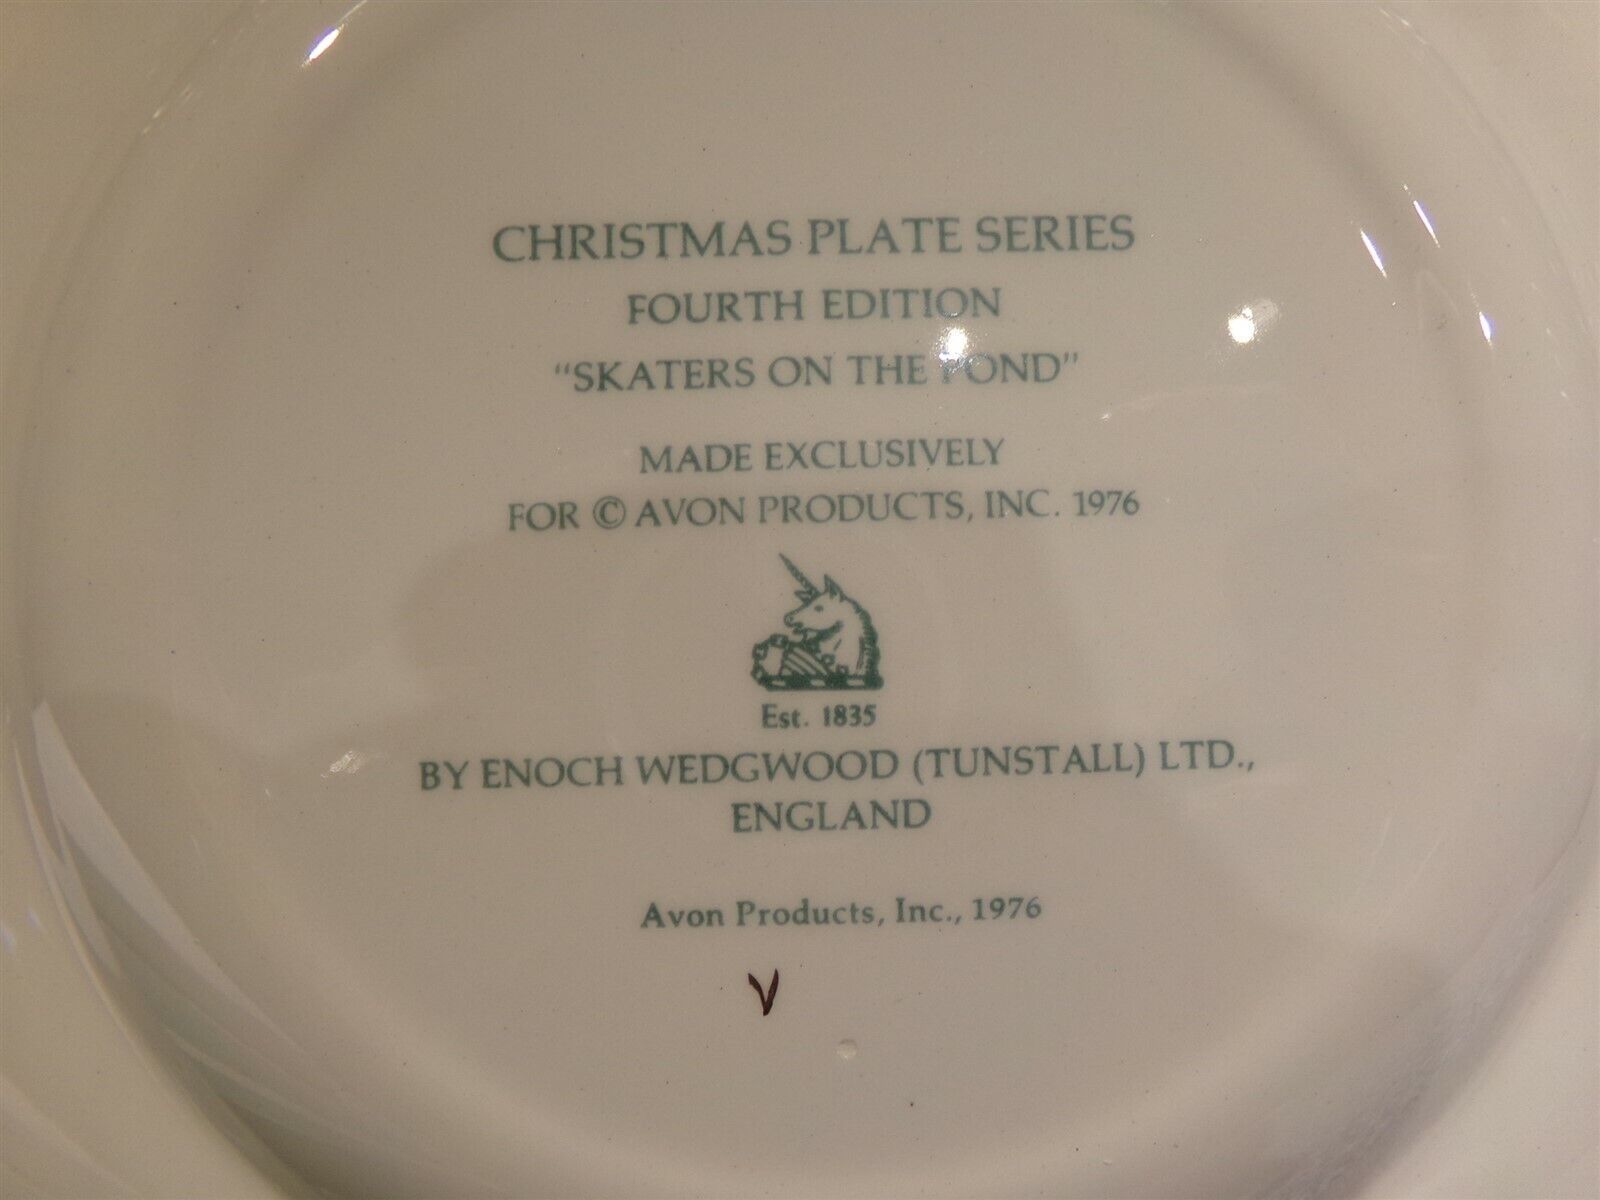 CHRISTMAS PLATE SERIES
FOURTH EDITION
"SKATERS ON THE POND"
MADE EXCLUSIVELY
FOR © AVON PRODUCTS, INC. 1976
Est. 1835
BY ENOCH WEDGWOOD (TUNSTALL) LTD.,
ENGLAND
Avon Products, Inc., 1976
V